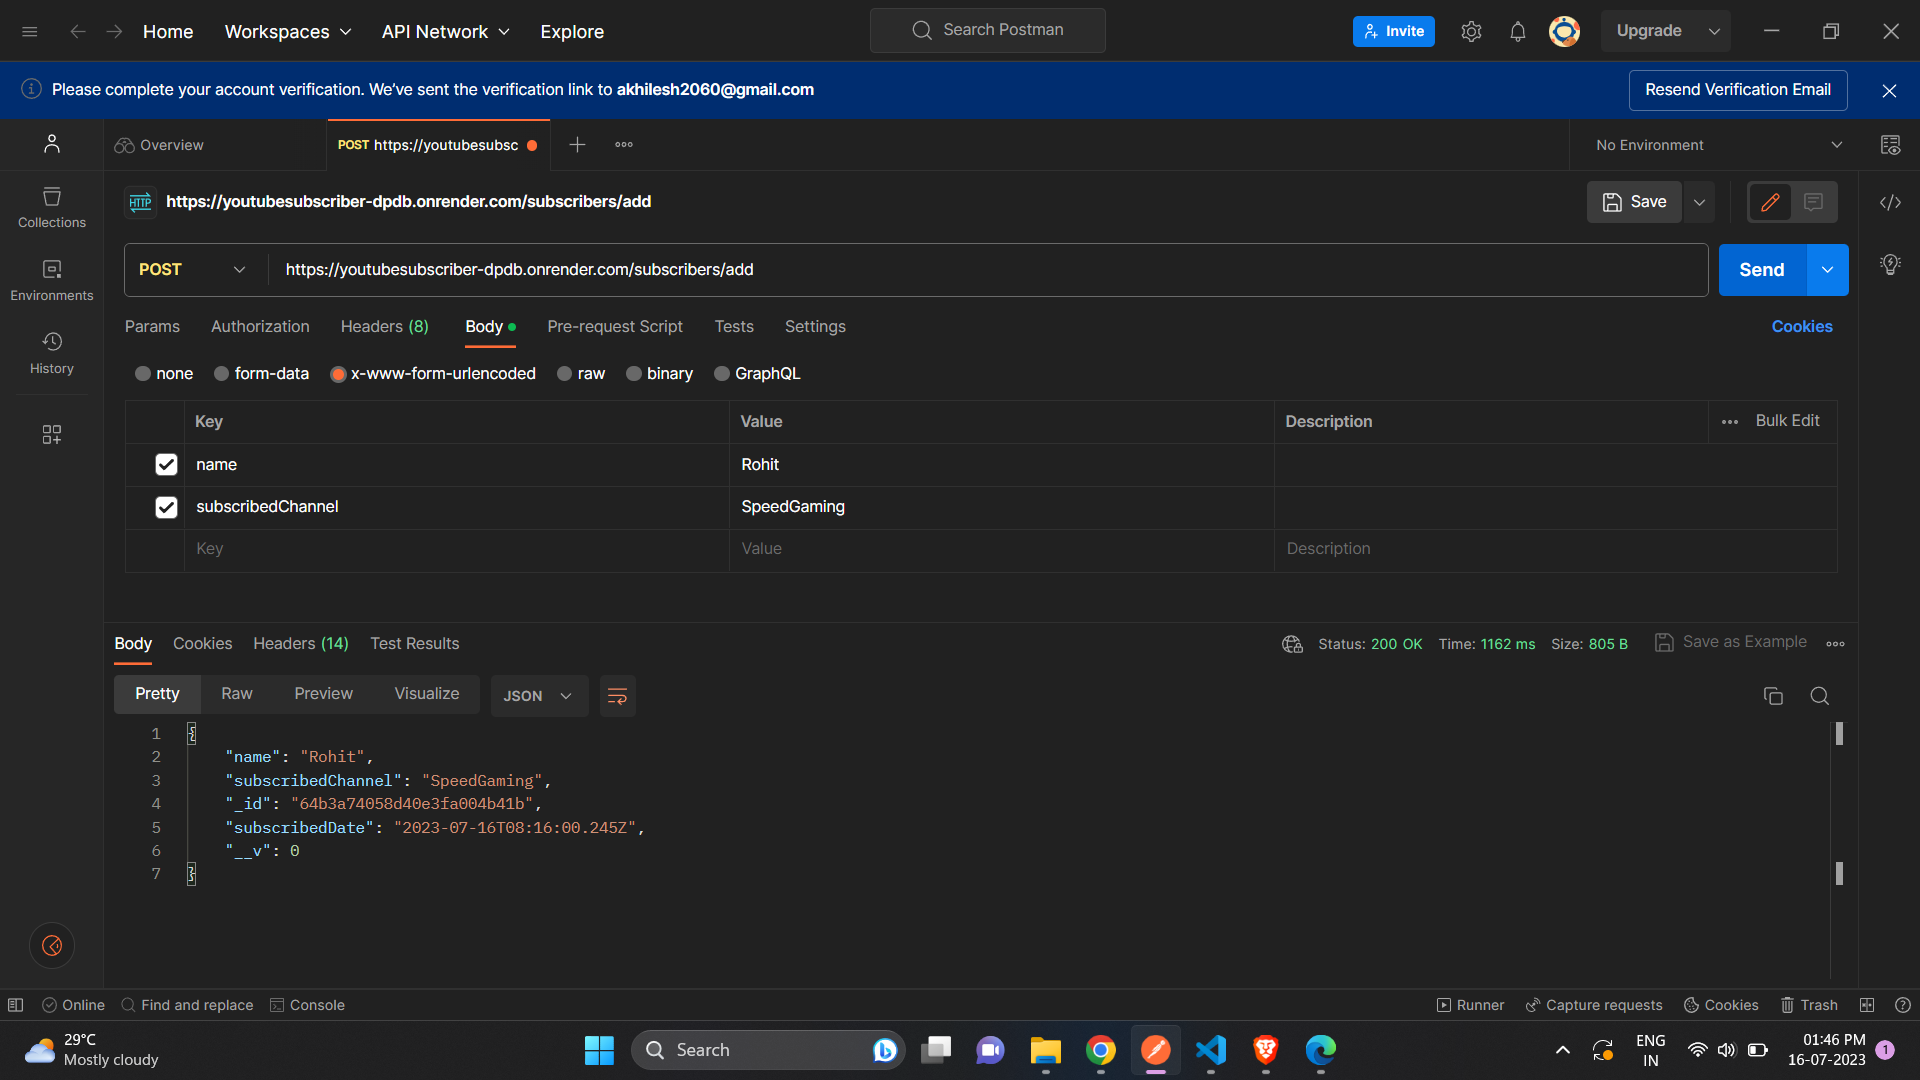 Home Workspaces API Network Explore Search Postman Invite Upgrade
Please complete your account verification. We've sent the verification link to akhilesh2060@gmail.com Resend Verification Email
Overview POST https://youtubesubsc No Environment
HTTP https://youtubesubscriber-dpdb.onrender.com/subscribers/add Save
Collections
POST https://youtubesubscriber-dpdb.onrender.com/subscribers/add Send
Environments
Params Authorization Headers (8) Body Pre-request Script Tests Settings Cookies
History
none form-data x-www-form-urlencoded raw binary GraphQL
Key Value Description Bulk Edit
name Rohit
subscribedChannel SpeedGaming
Key Value Description
Body Cookies Headers (14) Test Results Status: 200 OK Time: 1162 ms Size: 805 B Save as Example
Pretty Raw Preview Visualize JSON
1 {
2 "name": "Rohit",
3 "subscribedChannel": "SpeedGaming",
4 "_id": "64b3a74058d40e3fa004b41b",
5 "subscribedDate": "2023-07-16T08:16:00.245Z",
6 "__v": 0
7 }
Online Find and replace Console Runner Capture requests Cookies Trash
29°C
Mostly cloudy
Search
ENG
IN
01:46 PM
16-07-2023
1